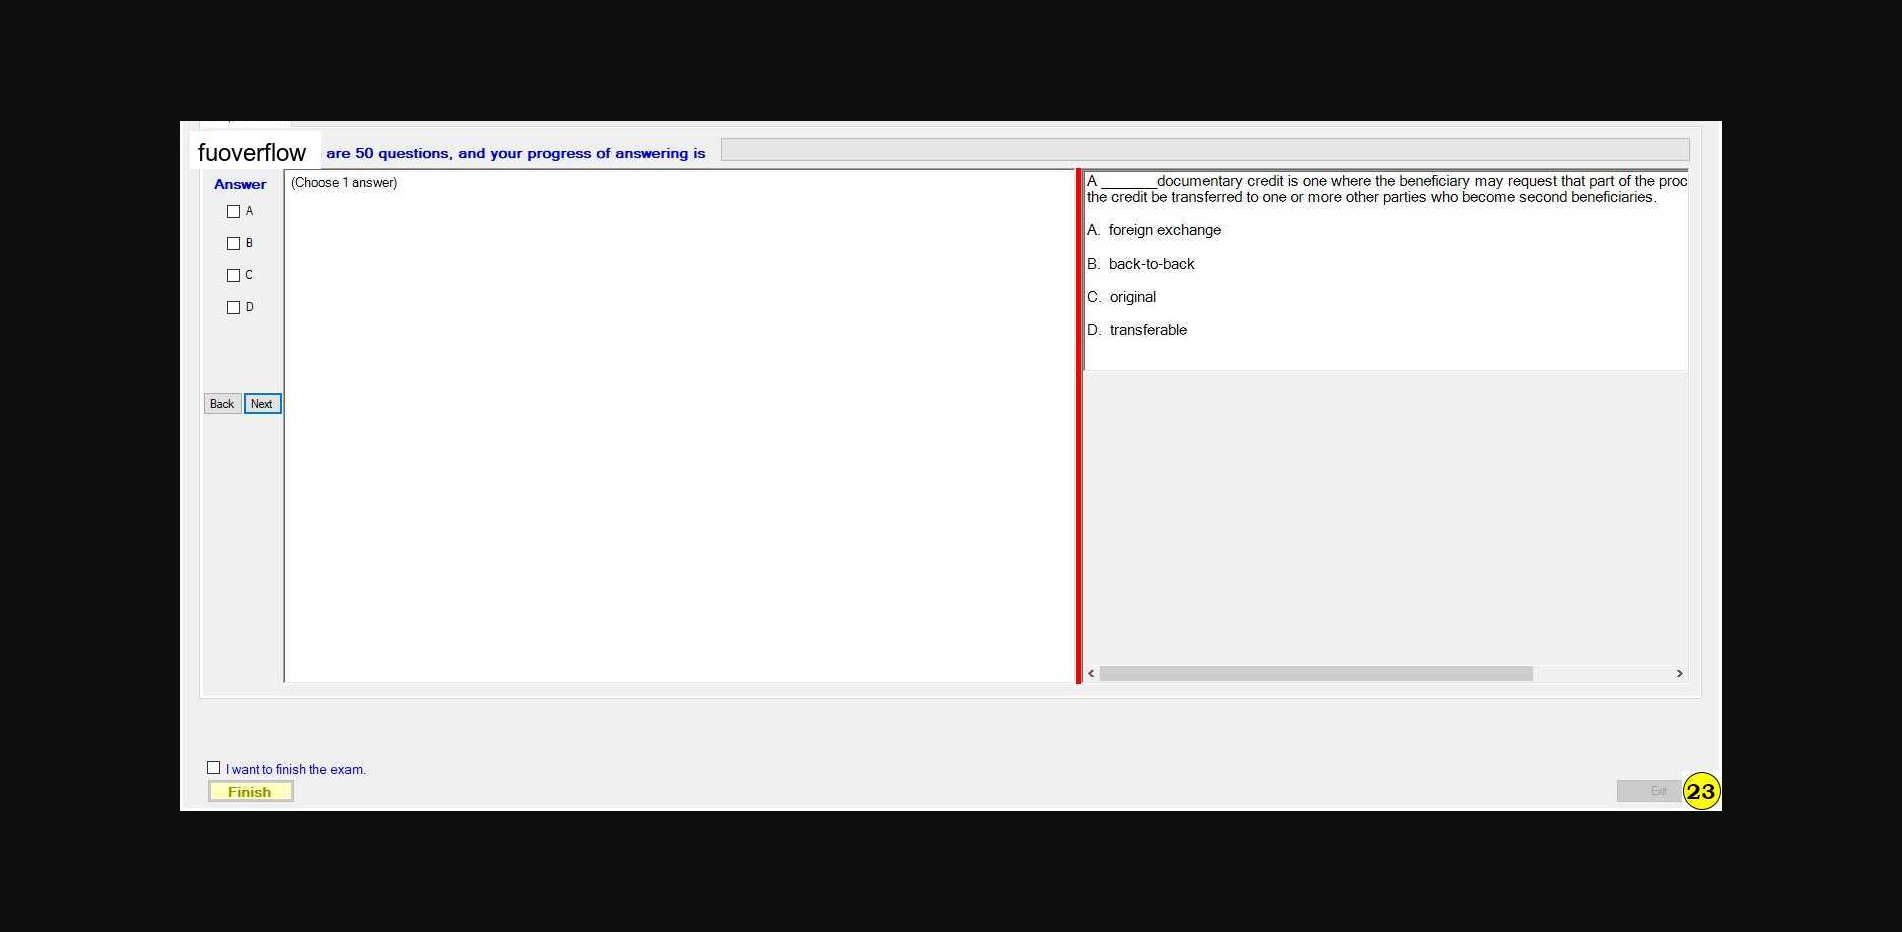 fuoverflow are 50 questions, and your progress of answering is
Answer
A
B
C
D
Back Next
(Choose 1 answer)
A _______documentary credit is one where the beneficiary may request that part of the proc
the credit be transferred to one or more other parties who become second beneficiaries.
A. foreign exchange
B. back-to-back
C. original
D. transferable
I want to finish the exam.
Finish
Exit
23